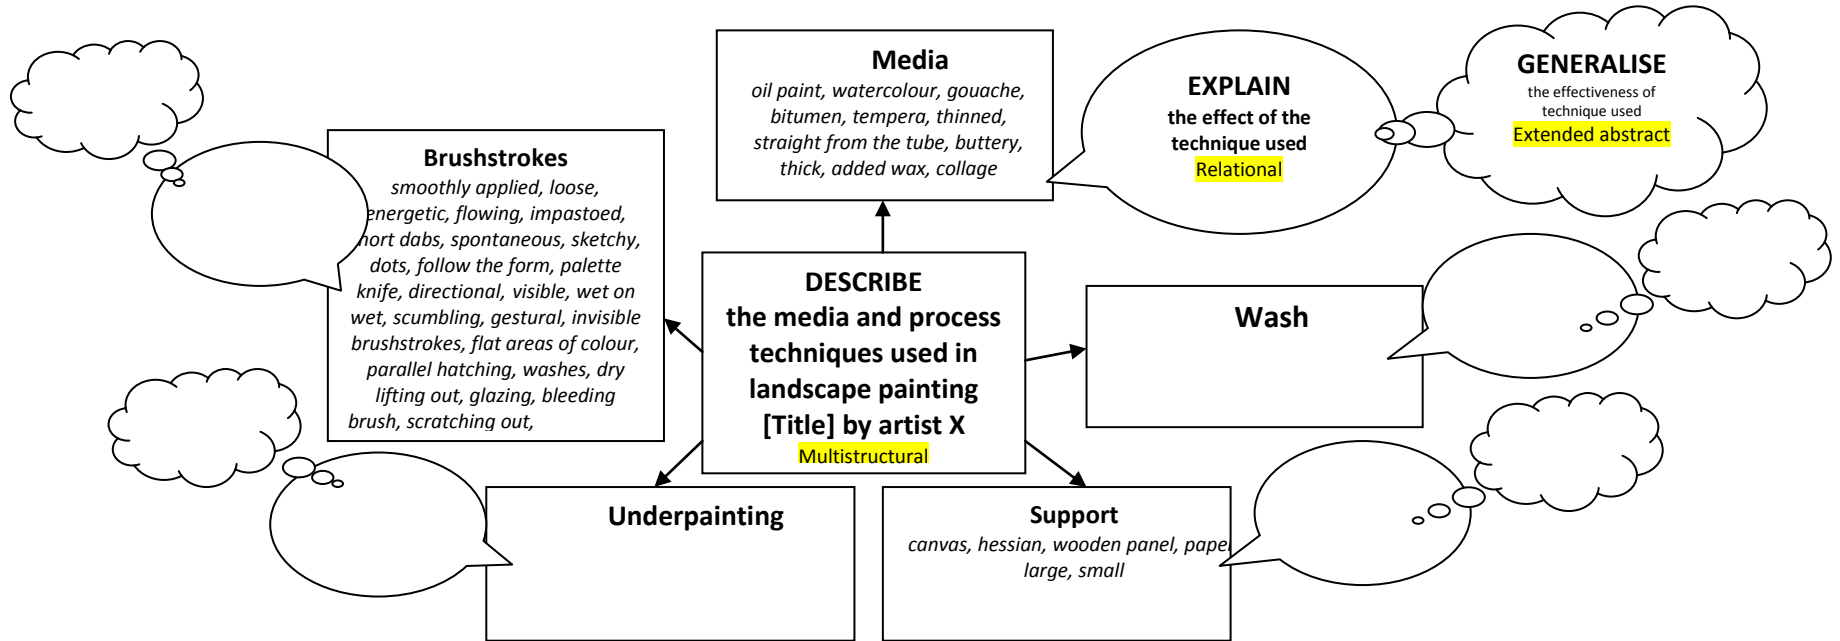 Media
oil paint, watercolour, gouache,
bitumen, tempera, thinned,
straight from the tube, buttery,
thick, added wax, collage
EXPLAIN
the effect of the
technique used
Relational
GENERALISE
the effectiveness of
technique used
Extended abstract
Brushstrokes
smoothly applied, loose,
energetic, flowing, impastoed,
hort dabs, spontaneous, sketchy,
dots, follow the form, palette
knife, directional, visible, wet on
wet, scumbling, gestural, invisible
brushstrokes, flat areas of colour,
parallel hatching, washes, dry
lifting out, glazing, bleeding
brush, scratching out,
DESCRIBE
the media and process
techniques used in
landscape painting
[Title] by artist X
Multistructural
Wash
Underpainting
Support
canvas, hessian, wooden panel, pape
large, small